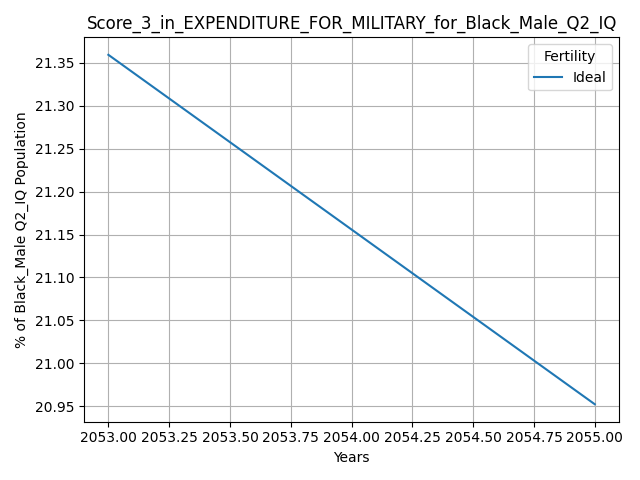 Score_3_in_EXPENDITURE_FOR_MILITARY_for_Black_Male_Q2_IQ
Fertility
Ideal
21.35
21.30
21.25
21.20
21.15
21.10
21.05
21.00
20.95
% of Black_Male Q2_IQ Population
2053.00 2053.25 2053.50 2053.75 2054.00 2054.25 2054.50 2054.75 2055.00
Years